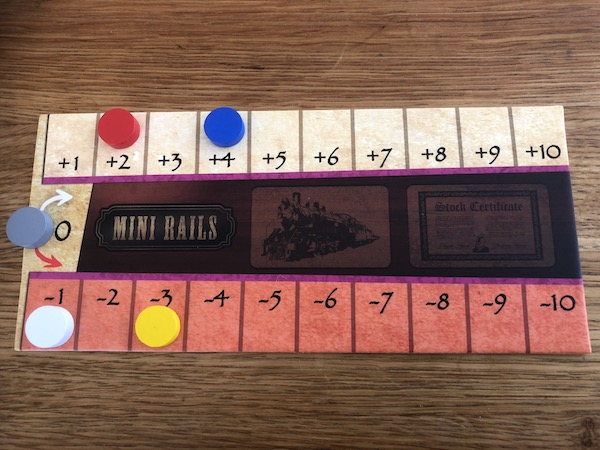 +1 +2 +3 +4 +5 +6 +7 +8 +9 +10
0
MINI RAILS
Stock Certificate
-1 -2 -3 -4 -5 -6 -7 -8 -9 -10